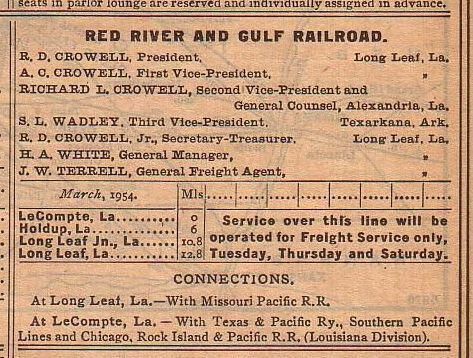 seats in parlor lounge are reserved and individually assigned in advance.
RED RIVER AND GULF RAILROAD.
R. D. CROWELL, President, Long Leaf, La.
A. C. CROWELL, First Vice-President, "
RICHARD L. CROWELL, Second Vice-President and
General Counsel, Alexandria, La.
S. L. WADLEY, Third Vice-President, Texarkana, Ark.
R. D. CROWELL, Jr., Secretary-Treasurer, Long Leaf, La.
H. A. WHITE, General Manager, "
J. W. TERRELL, General Freight Agent, "
March, 1954. Mls
LeCompte, La.......... 0 Service over this line will be
Holdup, La............. 6
Long Leaf Jn., La..... 10.8 operated for Freight Service only,
Long Leaf, La.......... 12.8 Tuesday, Thursday and Saturday.
CONNECTIONS.
At Long Leaf, La.—With Missouri Pacific R.R.
At LeCompte, La. — With Texas & Pacific Ry., Southern Pacific
Lines and Chicago, Rock Island & Pacific R.R. (Louisiana Division).